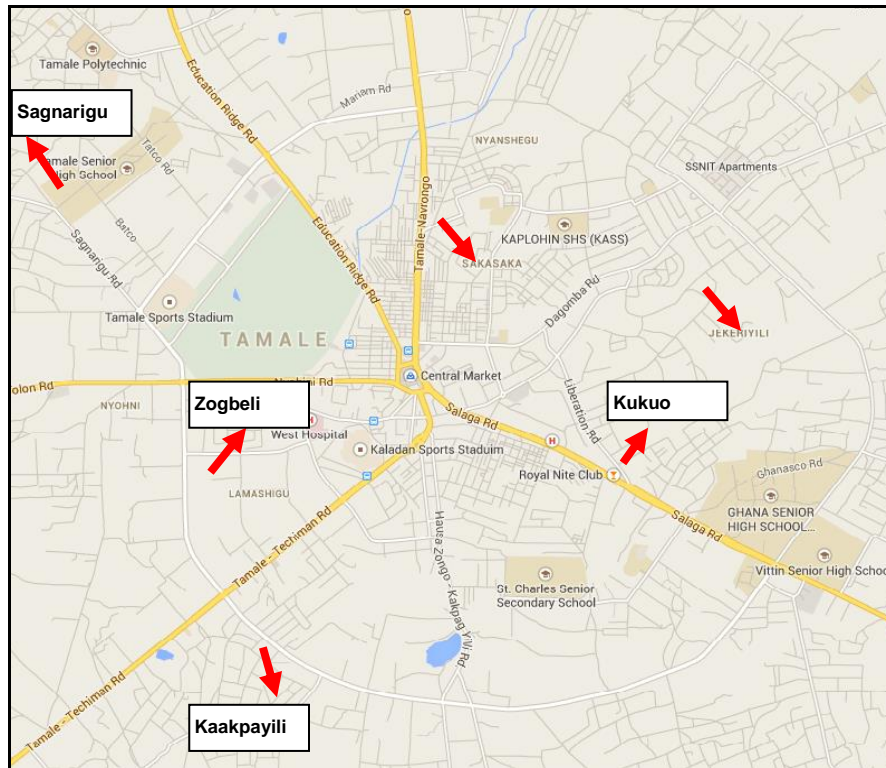 Tamale Polytechnic
Education Ridge Rd
Mariam Rd
Sagnarigu
Tatco Rd
NYANSHEGU
SSNIT Apartments
Tamale Senior
High School
Tamale-Navrongo
Batco
Sagnarigu Rd
Education Ridge Rd
KAPLOHIN SHS (KASS)
SAKASAKA
Dagomba Rd
Tamale Sports Stadium
TAMALE
JEKERIYILI
Central Market
olon Rd
Nyohini Rd
NYOHNI
Zogbeli
Liberation Rd
Kukuo
Salaga Rd
West Hospital
Kaladan Sports Staduim
Royal Nite Club
Ghanasco Rd
LAMASHIGU
GHANA SENIOR
HIGH SCHOOL...
Salaga Rd
Tamale - Techiman Rd
Hausa Zongo - Kakpag Yiyi Rd
Vittin Senior High School
St. Charles Senior
Secondary School
Tamale - Techiman Rd
Kaakpayili